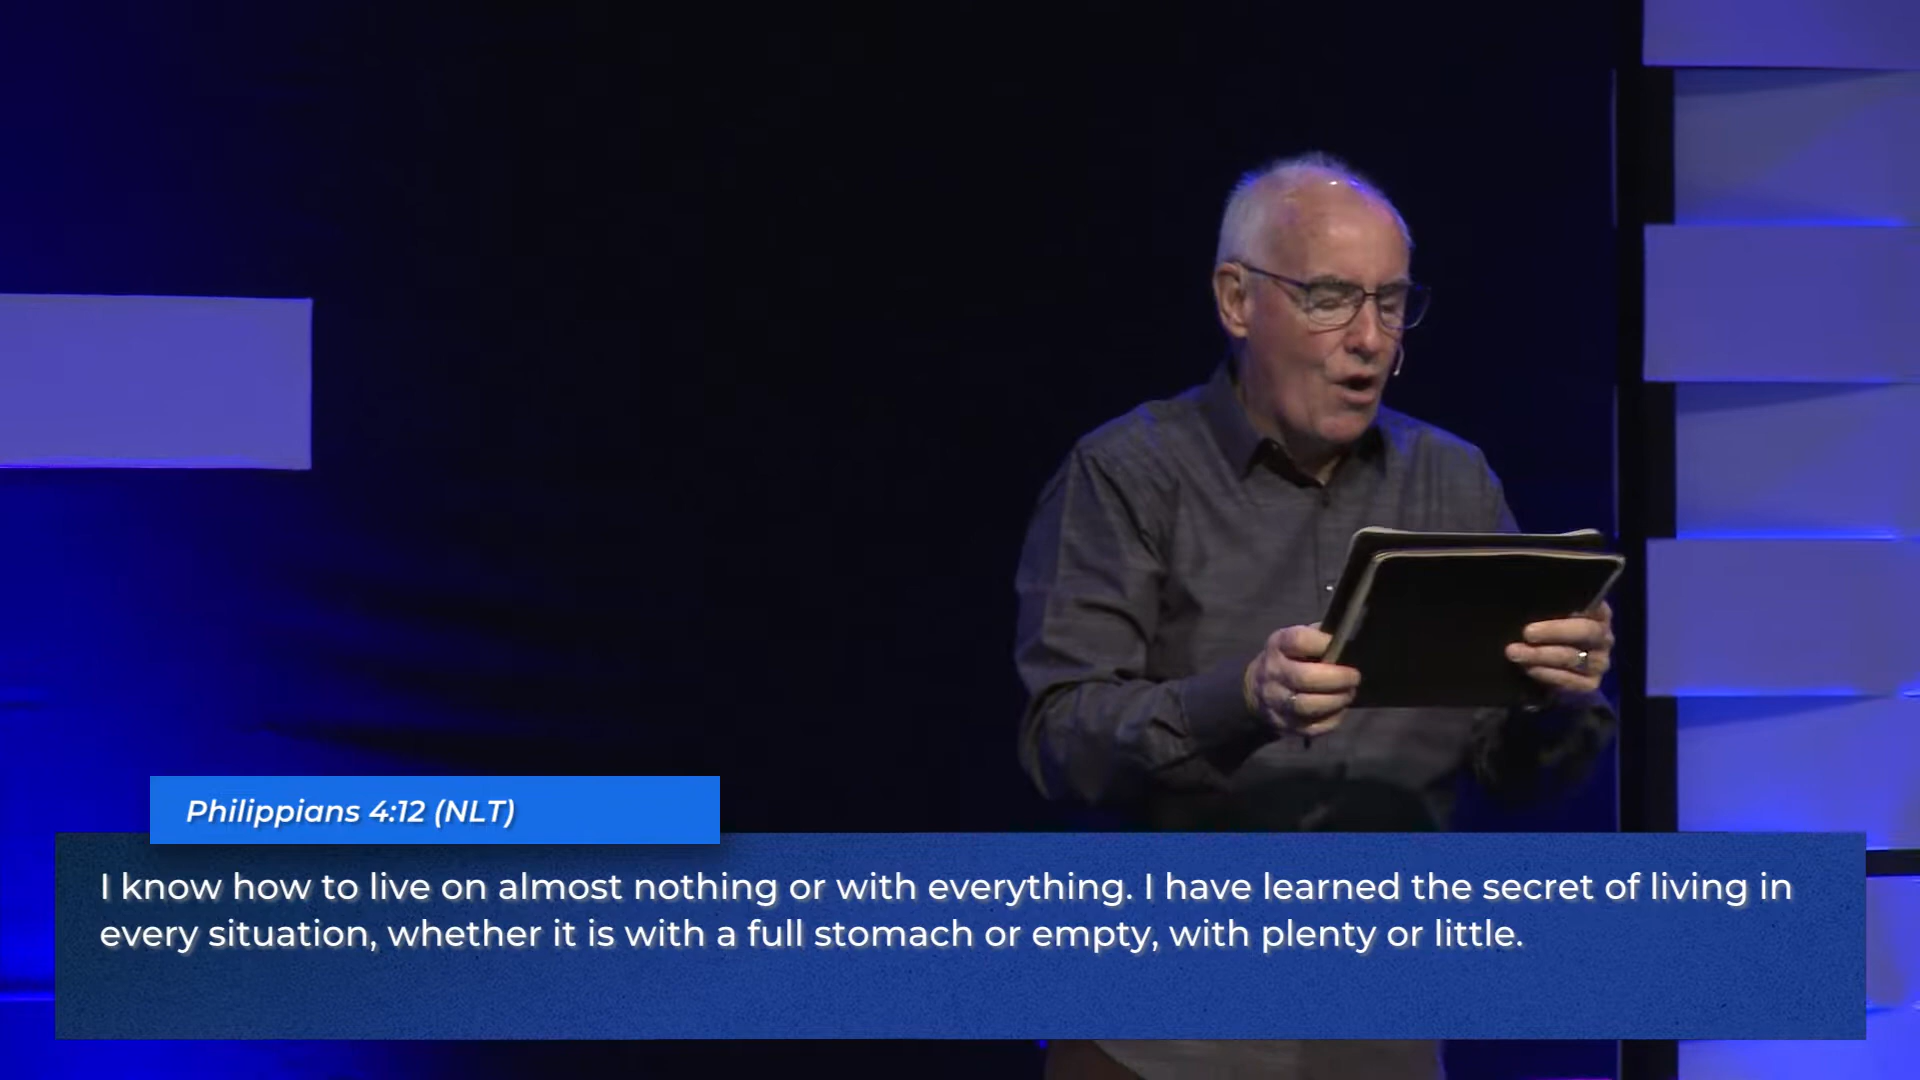 Philippians 4:12 (NLT)
I know how to live on almost nothing or with everything. I have learned the secret of living in
every situation, whether it is with a full stomach or empty, with plenty or little.